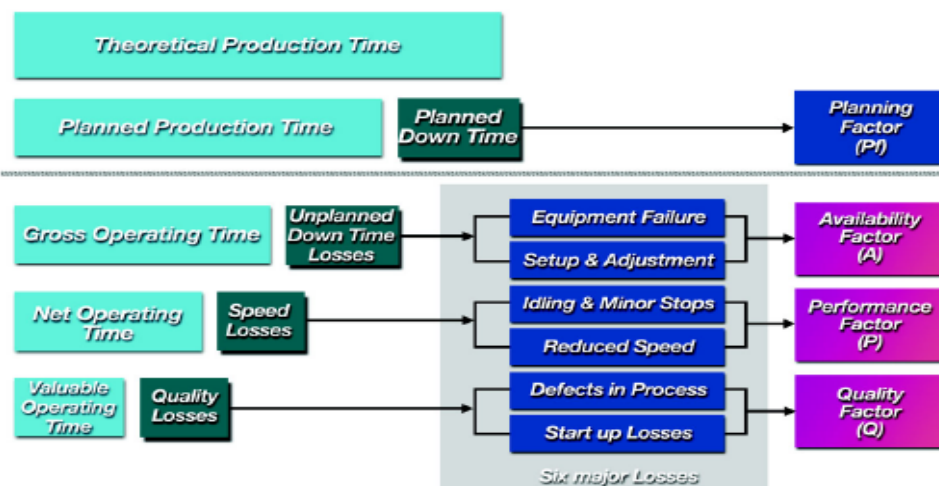 Theoretical Production Time
Planned Production Time
Planned
Down Time
Planning
Factor
(Pf)
Gross Operating Time
Unplanned
Down Time
Losses
Equipment Failure
Setup & Adjustment
Availability
Factor
(A)
Net Operating
Time
Speed
Losses
Idling & Minor Stops
Reduced Speed
Performance
Factor
(P)
Valuable
Operating
Time
Quality
Losses
Defects in Process
Start up Losses
Quality
Factor
(Q)
Six major Losses